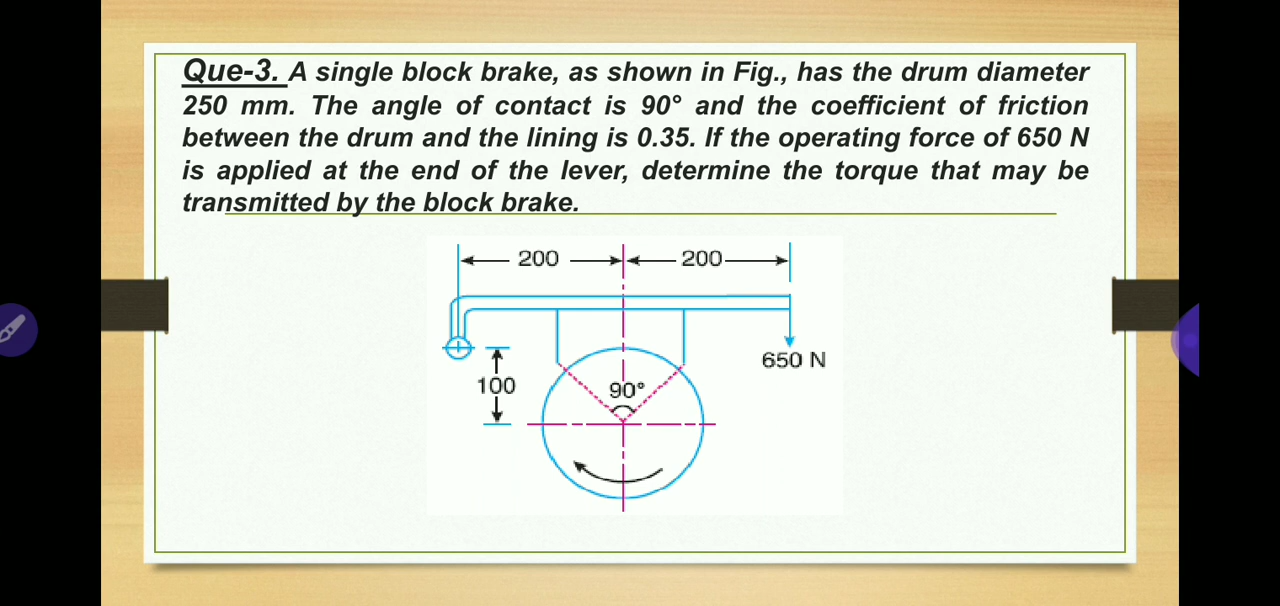 Que-3. A single block brake, as shown in Fig., has the drum diameter
250 mm. The angle of contact is 90° and the coefficient of friction
between the drum and the lining is 0.35. If the operating force of 650 N
is applied at the end of the lever, determine the torque that may be
transmitted by the block brake.
200 200
650 N
100
90°